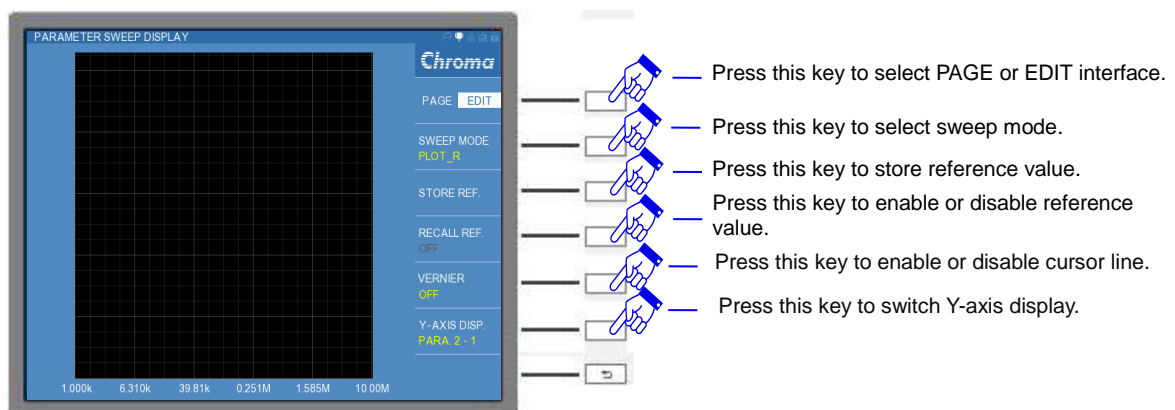 PARAMETER SWEEP DISPLAY
Chroma
PAGE EDIT
SWEEP MODE
PLOT_R
STORE REF.
RECALL REF.
OFF
VERNIER
OFF
Y-AXIS DISP.
PARA. 2 - 1
1.000k 6.310k 39.81k 0.251M 1.585M 10.00M
Press this key to select PAGE or EDIT interface.
Press this key to select sweep mode.
Press this key to store reference value.
Press this key to enable or disable reference
value.
Press this key to enable or disable cursor line.
Press this key to switch Y-axis display.